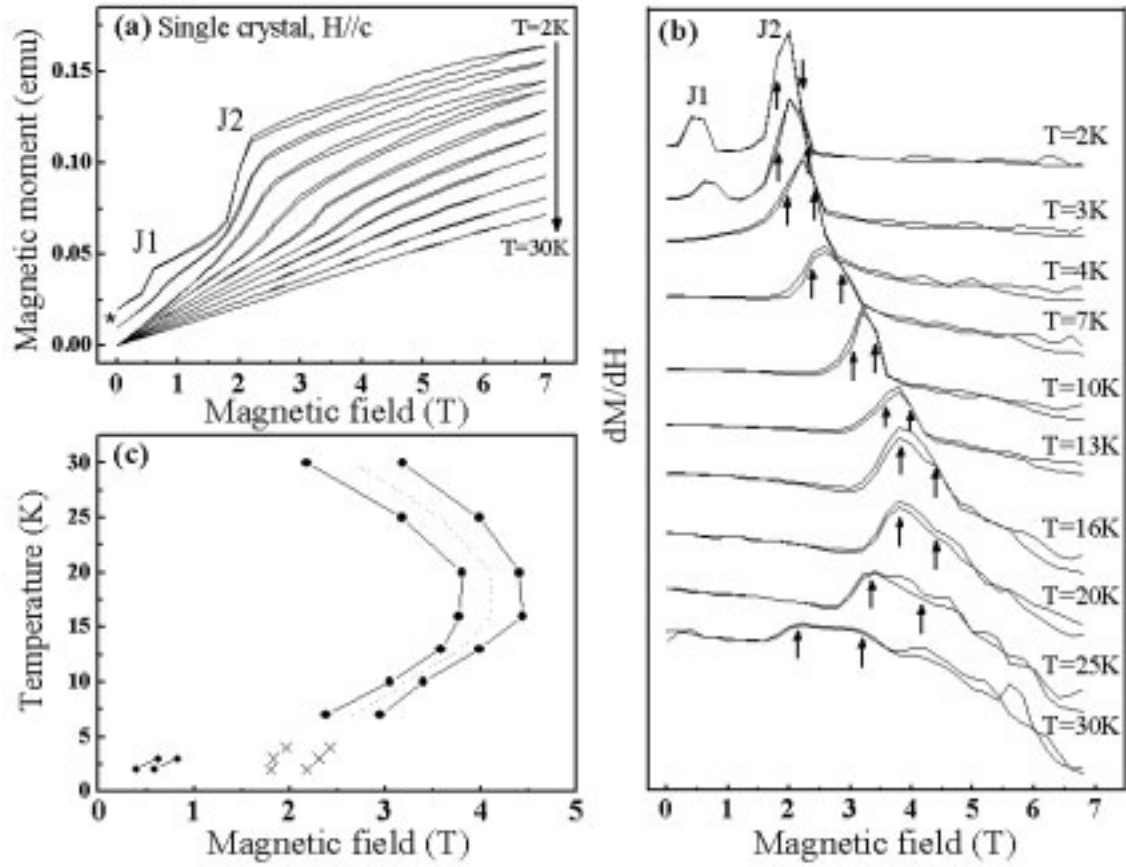 (a) Single crystal, H//c
T=2K
J1
J2
*
T=30K
Magnetic moment (emu)
0.15
0.10
0.05
0.00
0 1 2 3 4 5 6 7
Magnetic field (T)
(b)
J2
J1
T=2K
T=3K
T=4K
T=7K
T=10K
T=13K
T=16K
T=20K
T=25K
T=30K
dM/dH
0 1 2 3 4 5 6 7
Magnetic field (T)
(c)
Temperature (K)
30
25
20
15
10
5
0
0 1 2 3 4 5
Magnetic field (T)